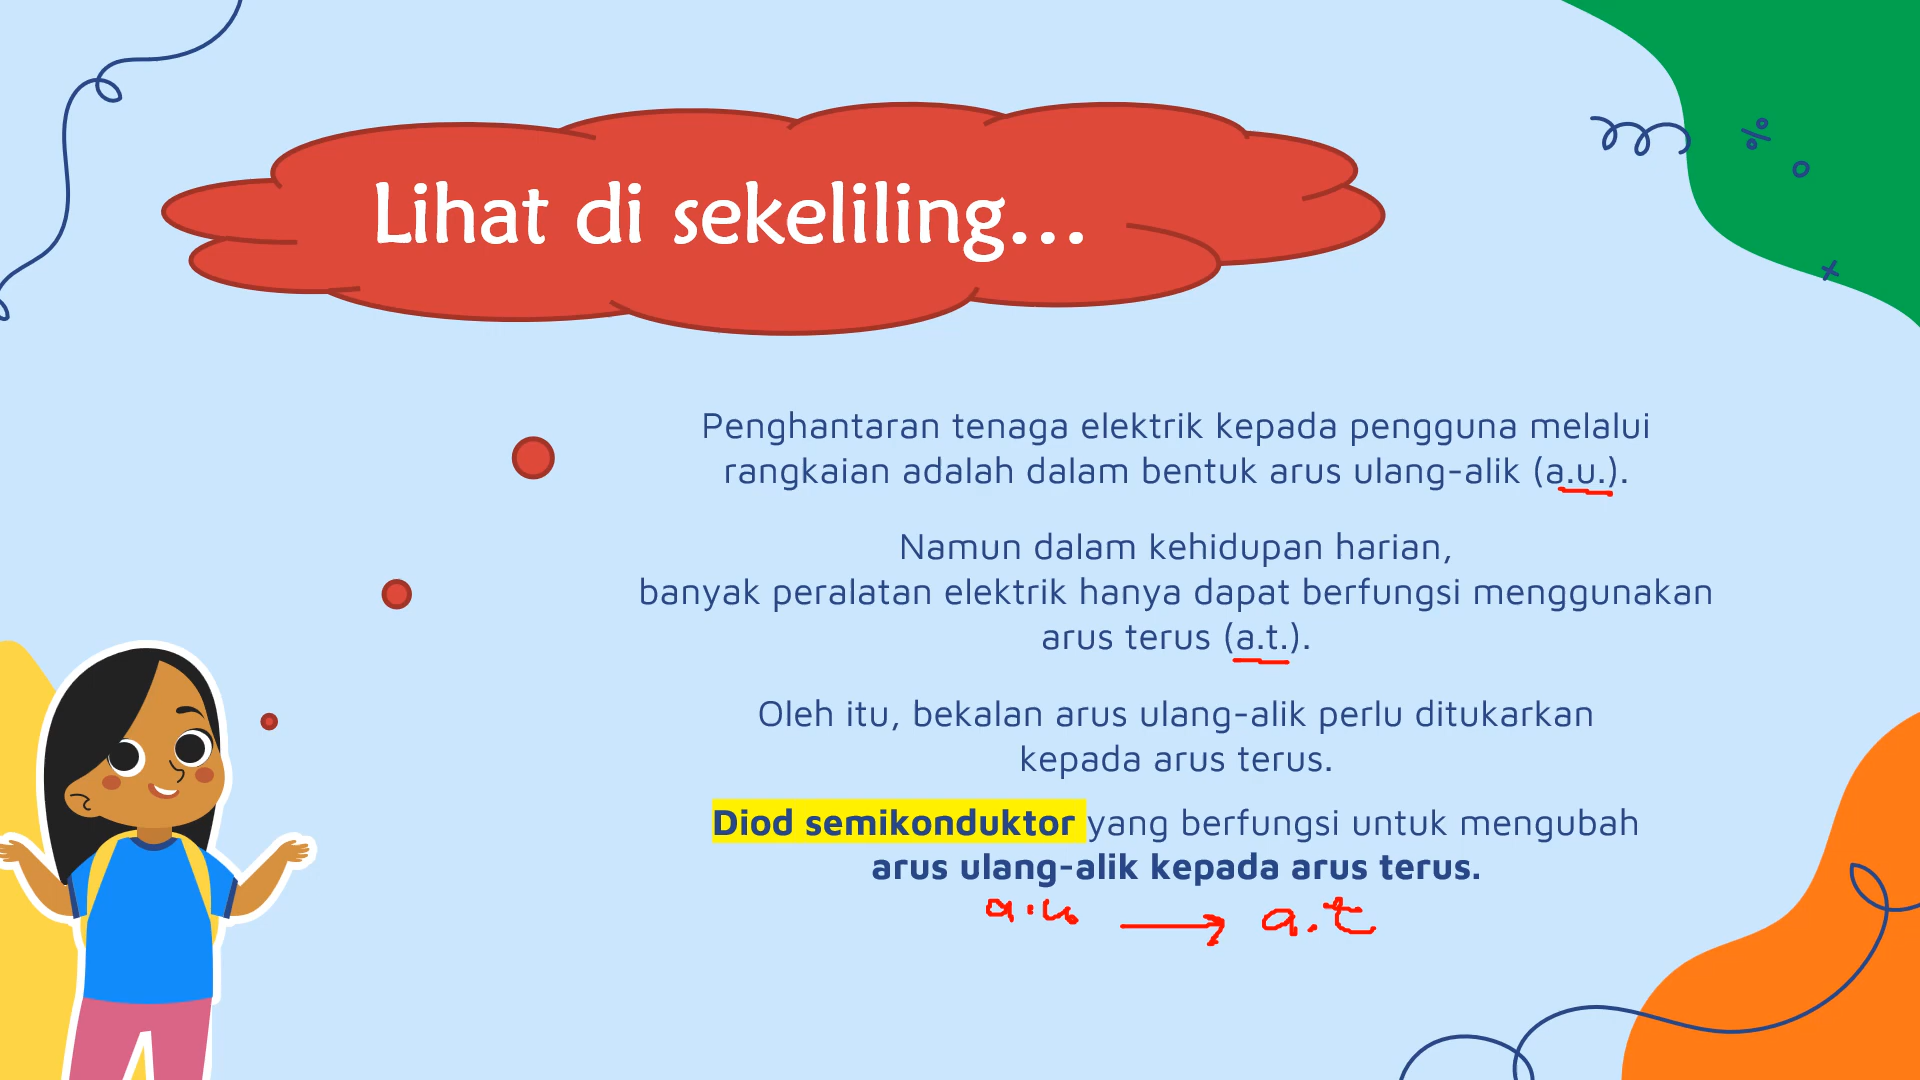 Lihat di sekeliling...
Penghantaran tenaga elektrik kepada pengguna melalui
rangkaian adalah dalam bentuk arus ulang-alik (a.u.).
Namun dalam kehidupan harian,
banyak peralatan elektrik hanya dapat berfungsi menggunakan
arus terus (a.t.).
Oleh itu, bekalan arus ulang-alik perlu ditukarkan
kepada arus terus.
Diod semikonduktor yang berfungsi untuk mengubah
arus ulang-alik kepada arus terus.
a.u → a.t